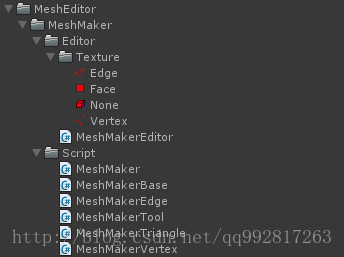 MeshEditor
MeshMaker
Editor
Texture
Edge
Face
None
Vertex
MeshMakerEditor
Script
MeshMaker
MeshMakerBase
MeshMakerEdge
MeshMakerTool
MeshMakerTriangle
http://blog.csdn.net/qq992817263
MeshMakerVertex